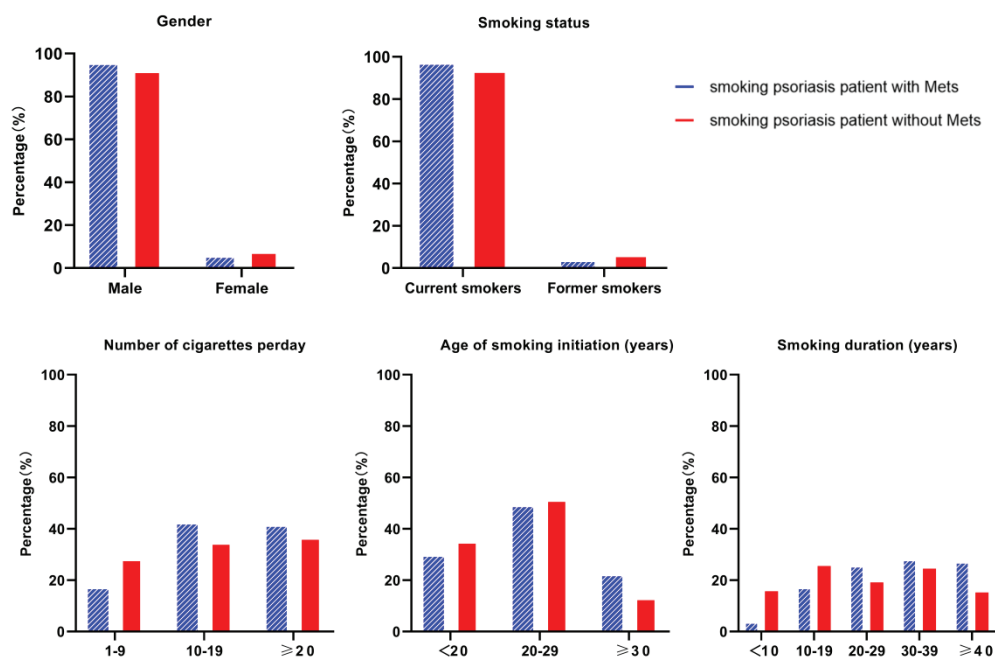 Gender
Percentage(%)
100
80
60
40
20
0
Male Female
Smoking status
Percentage(%)
100
80
60
40
20
0
Current smokers Former smokers
smoking psoriasis patient with Mets
smoking psoriasis patient without Mets
Number of cigarettes perday
Percentage(%)
100
80
60
40
20
0
1-9 10-19 ≥20
Age of smoking initiation (years)
Percentage(%)
100
80
60
40
20
0
<20 20-29 ≥30
Smoking duration (years)
Percentage(%)
100
80
60
40
20
0
<10 10-19 20-29 30-39 ≥40